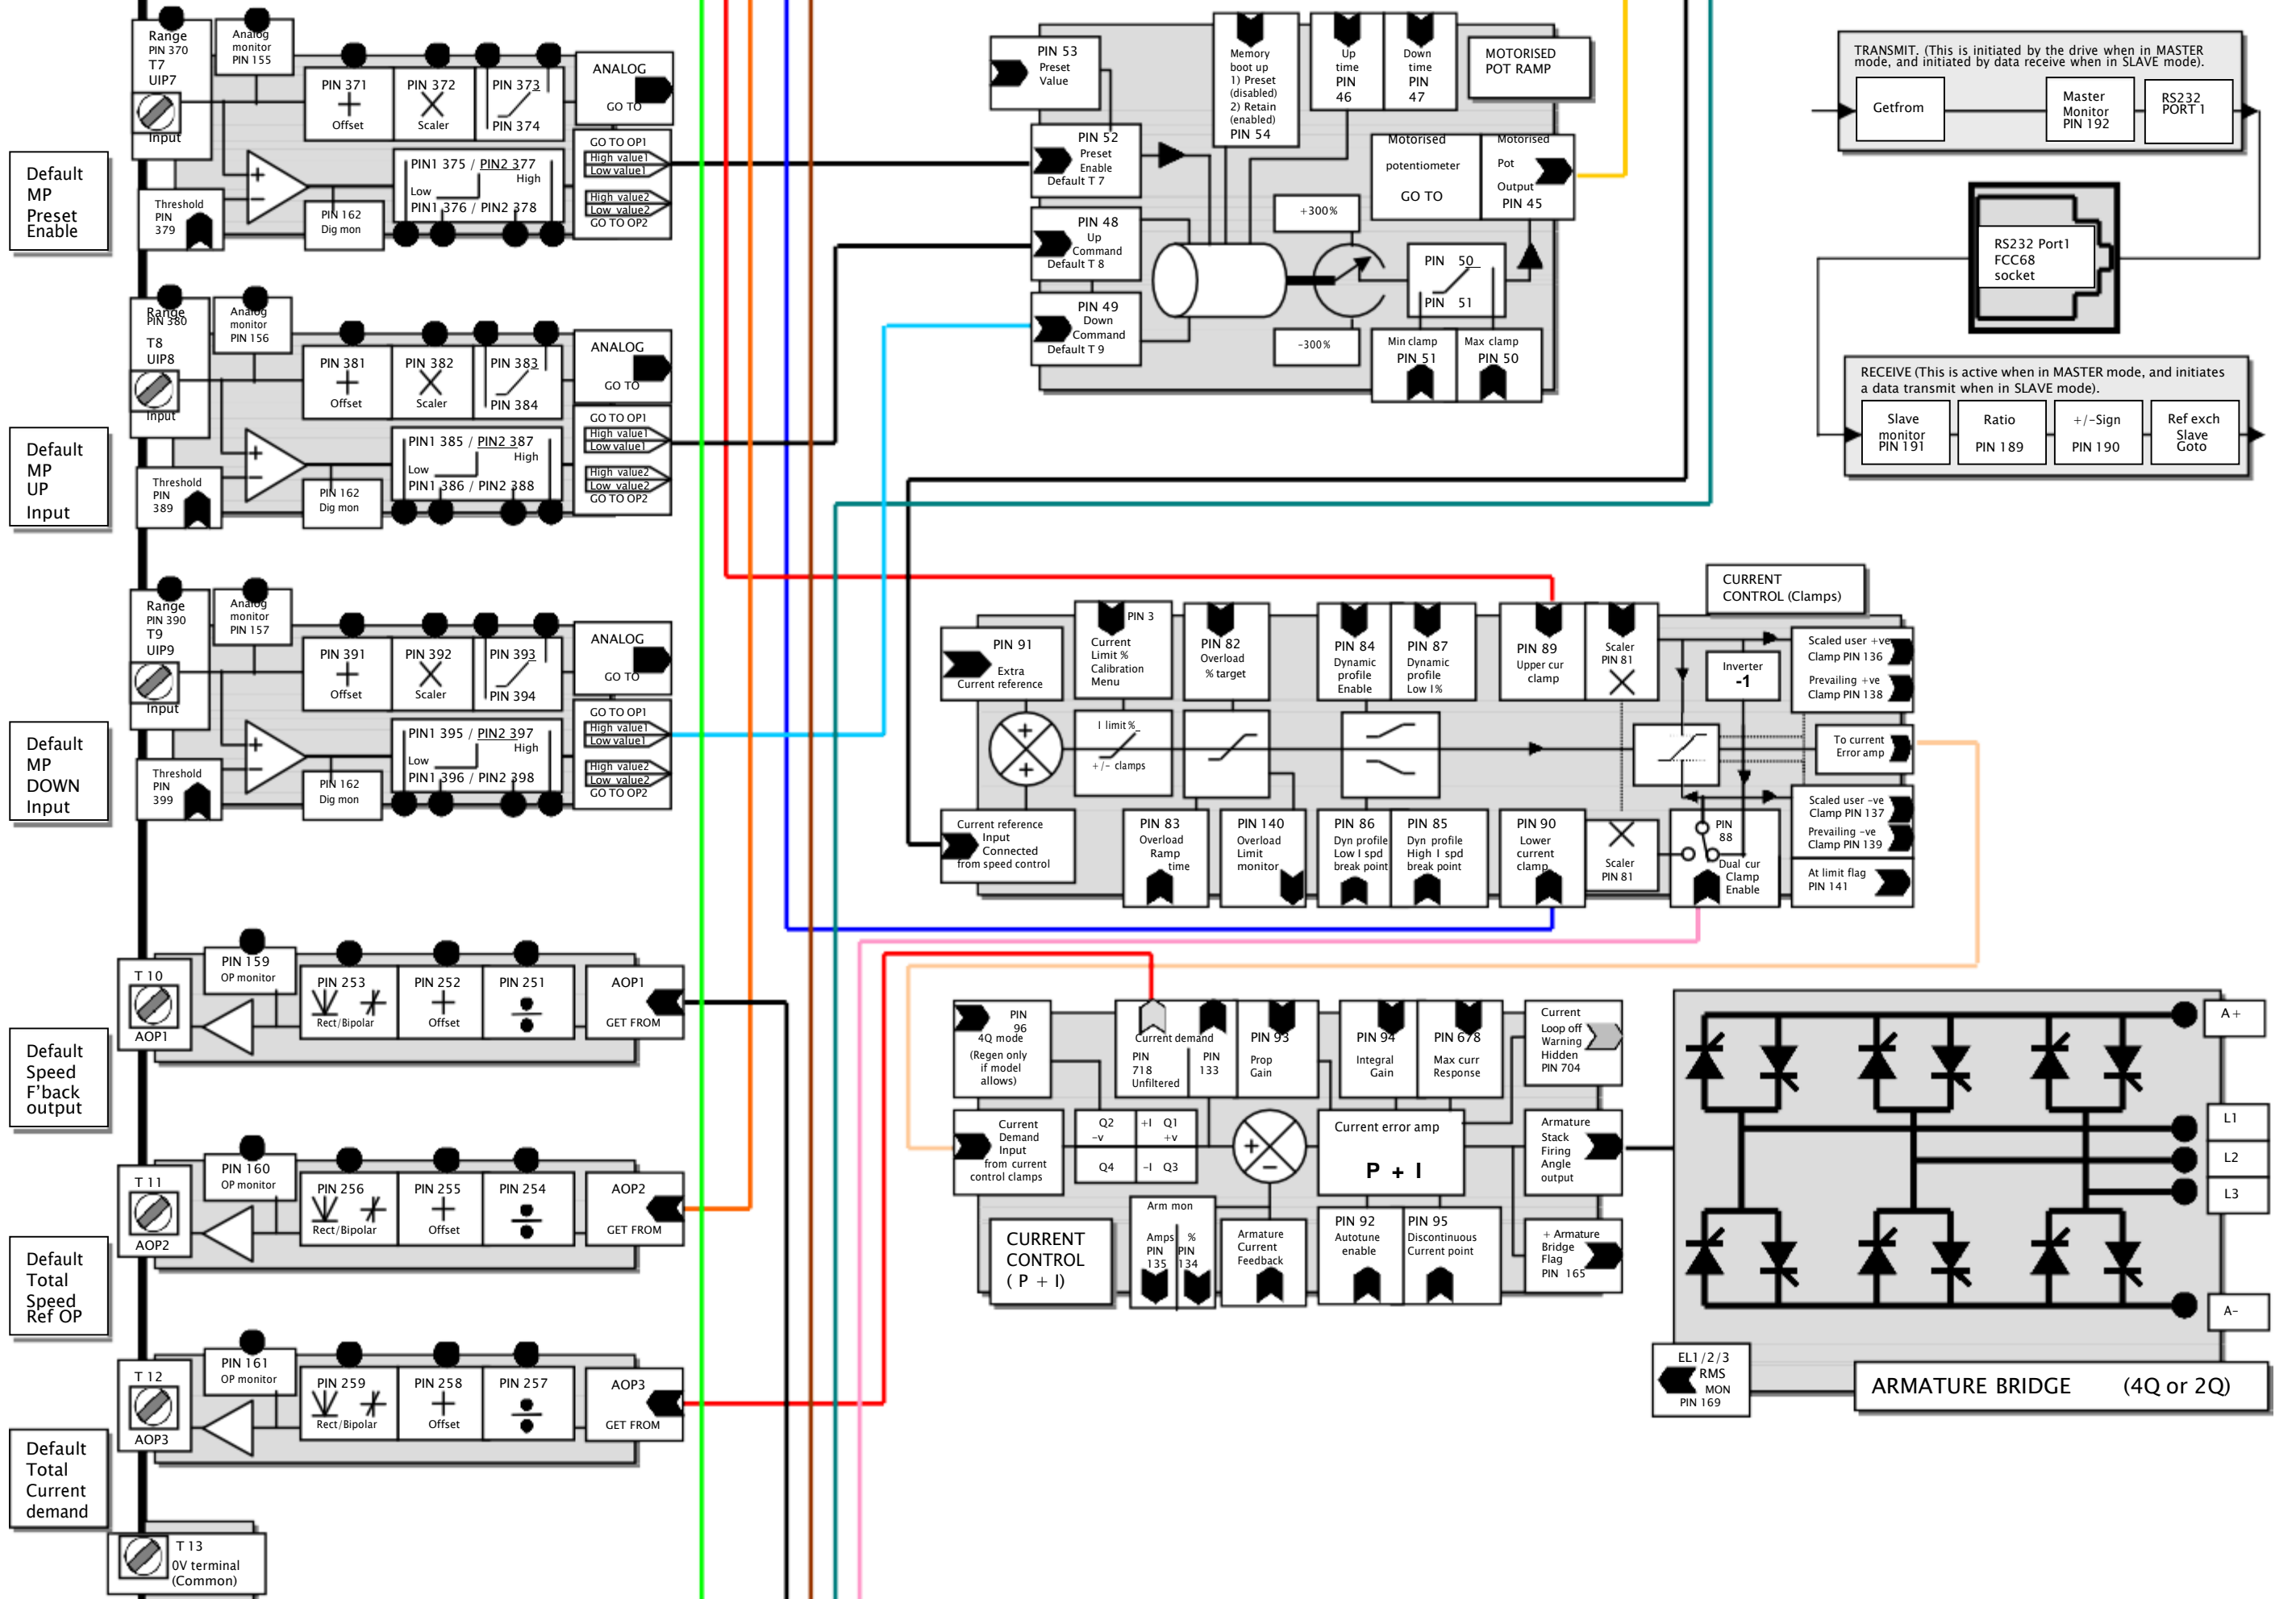 Range
PIN 370
T7
UIP7
Input
Analog
monitor
PIN 155
PIN 371
Offset
PIN 372
Scaler
PIN 373
PIN 374
ANALOG
GO TO
GO TO OP1
High value1
Low value1
High value2
Low value2
GO TO OP2
PIN1 375 / PIN2 377
Low
High
PIN1 376 / PIN2 378
PIN 162
Dig mon
Threshold
PIN
379
Default
MP
Preset
Enable
Range
PIN 380
T8
UIP8
Input
Analog
monitor
PIN 156
PIN 381
Offset
PIN 382
Scaler
PIN 383
PIN 384
ANALOG
GO TO
GO TO OP1
High value1
Low value1
High value2
Low value2
GO TO OP2
PIN1 385 / PIN2 387
Low
High
PIN1 386 / PIN2 388
PIN 162
Dig mon
Threshold
PIN
389
Default
MP
UP
Input
Range
PIN 390
T9
UIP9
Input
Analog
monitor
PIN 157
PIN 391
Offset
PIN 392
Scaler
PIN 393
PIN 394
ANALOG
GO TO
GO TO OP1
High value1
Low value1
High value2
Low value2
GO TO OP2
PIN1 395 / PIN2 397
Low
High
PIN1 396 / PIN2 398
PIN 162
Dig mon
Threshold
PIN
399
Default
MP
DOWN
Input
T 10
AOP1
PIN 159
OP monitor
PIN 253
Rect/Bipolar
PIN 252
Offset
PIN 251
AOP1
GET FROM
Default
Speed
F'back
output
T 11
AOP2
PIN 160
OP monitor
PIN 256
Rect/Bipolar
PIN 255
Offset
PIN 254
AOP2
GET FROM
Default
Total
Speed
Ref OP
T 12
AOP3
PIN 161
OP monitor
PIN 259
Rect/Bipolar
PIN 258
Offset
PIN 257
AOP3
GET FROM
Default
Total
Current
demand
T 13
0V terminal
(Common)
PIN 53
Preset
Value
Memory
boot up
1) Preset
(disabled)
2) Retain
(enabled)
PIN 54
Up
time
PIN
46
Down
time
PIN
47
MOTORISED
POT RAMP
PIN 52
Preset
Enable
Default T 7
PIN 48
Up
Command
Default T 8
PIN 49
Down
Command
Default T 9
+300%
-300%
Motorised
potentiometer
GO TO
Motorised
Pot
Output
PIN 45
PIN 50
PIN 51
Min clamp
PIN 51
Max clamp
PIN 50
TRANSMIT. (This is initiated by the drive when in MASTER
mode, and initiated by data receive when in SLAVE mode).
Getfrom
Master
Monitor
PIN 192
RS232
PORT 1
RS232 Port1
FCC68
socket
RECEIVE (This is active when in MASTER mode, and initiates
a data transmit when in SLAVE mode).
Slave
monitor
PIN 191
Ratio
PIN 189
+/-Sign
PIN 190
Ref exch
Slave
Goto
CURRENT
CONTROL (Clamps)
PIN 91
Extra
Current reference
PIN 3
Current
Limit %
Calibration
Menu
PIN 82
Overload
% target
PIN 84
Dynamic
profile
Enable
PIN 87
Dynamic
profile
Low I%
PIN 89
Upper cur
clamp
Scaler
PIN 81
Inverter
-1
Scaled user +ve
Clamp PIN 136
Prevailing +ve
Clamp PIN 138
I limit %
+/- clamps
To current
Error amp
Current reference
Input
Connected
from speed control
PIN 83
Overload
Ramp
time
PIN 140
Overload
Limit
monitor
PIN 86
Dyn profile
Low I spd
break point
PIN 85
Dyn profile
High I spd
break point
PIN 90
Lower
current
clamp
Scaler
PIN 81
PIN
88
Dual cur
Clamp
Enable
Scaled user -ve
Clamp PIN 137
Prevailing -ve
Clamp PIN 139
At limit flag
PIN 141
PIN
96
4Q mode
(Regen only
if model
allows)
Current demand
PIN
718
Unfiltered
PIN
133
PIN 93
Prop
Gain
PIN 94
Integral
Gain
PIN 678
Max curr
Response
Current
Loop off
Warning
Hidden
PIN 704
Current
Demand
Input
from current
control clamps
Q2
-v
+I Q1
+v
Q4
-I Q3
Current error amp
P + I
Armature
Stack
Firing
Angle
output
CURRENT
CONTROL
( P + I)
Arm mon
Amps
PIN
135
%
PIN
134
Armature
Current
Feedback
PIN 92
Autotune
enable
PIN 95
Discontinuous
Current point
+ Armature
Bridge
Flag
PIN 165
A+
L1
L2
L3
A-
EL1/2/3
RMS
MON
PIN 169
ARMATURE BRIDGE (4Q or 2Q)